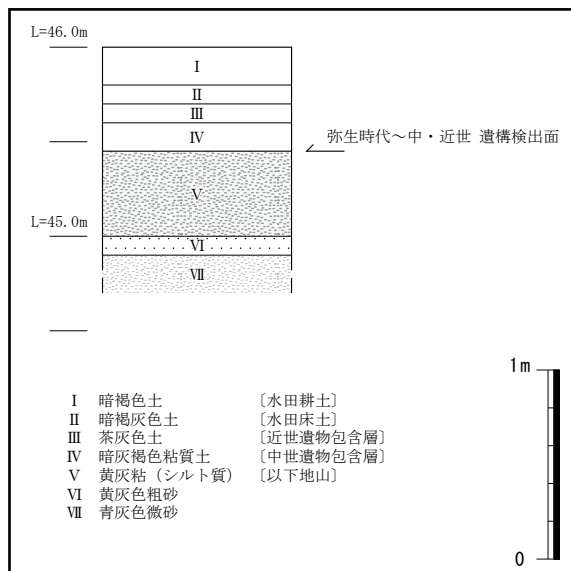 L=46.0m
Ⅰ
Ⅱ
Ⅲ
Ⅳ
弥生時代～中・近世 遺構検出面
Ⅴ
L=45.0m
Ⅵ
Ⅶ
1m
Ⅰ 暗褐色土 〔水田耕土〕
Ⅱ 暗褐灰色土 〔水田床土〕
Ⅲ 茶灰色土 〔近世遺物包含層〕
Ⅳ 暗灰褐色粘質土 〔中世遺物包含層〕
Ⅴ 黄灰粘（シルト質） 〔以下地山〕
Ⅵ 黄灰色粗砂
Ⅶ 青灰色微砂
0